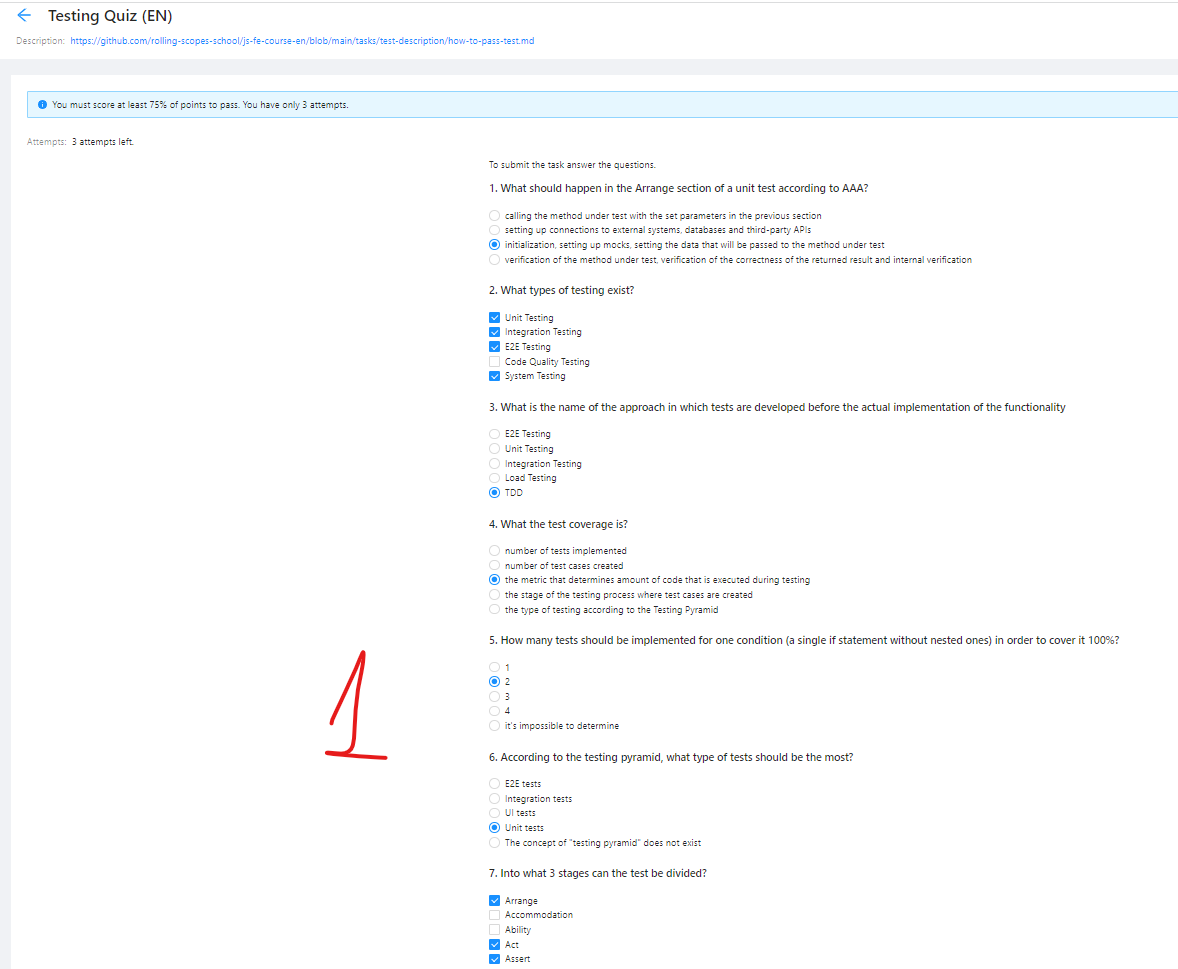 Testing Quiz (EN)
Description: https://github.com/rolling-scopes-school/js-fe-course-en/blob/main/tasks/test-description/how-to-pass-test.md
You must score at least 75% of points to pass. You have only 3 attempts.
Attempts: 3 attempts left.
To submit the task answer the questions.
1. What should happen in the Arrange section of a unit test according to AAA?
calling the method under test with the set parameters in the previous section
setting up connections to external systems, databases and third-party APIs
initialization, setting up mocks, setting the data that will be passed to the method under test
verification of the method under test, verification of the correctness of the returned result and internal verification
2. What types of testing exist?
Unit Testing
Integration Testing
E2E Testing
Code Quality Testing
System Testing
3. What is the name of the approach in which tests are developed before the actual implementation of the functionality
E2E Testing
Unit Testing
Integration Testing
Load Testing
TDD
4. What the test coverage is?
number of tests implemented
number of test cases created
the metric that determines amount of code that is executed during testing
the stage of the testing process where test cases are created
the type of testing according to the Testing Pyramid
5. How many tests should be implemented for one condition (a single if statement without nested ones) in order to cover it 100%?
1
2
3
4
it's impossible to determine
1
6. According to the testing pyramid, what type of tests should be the most?
E2E tests
Integration tests
UI tests
Unit tests
The concept of "testing pyramid" does not exist
7. Into what 3 stages can the test be divided?
Arrange
Accommodation
Ability
Act
Assert